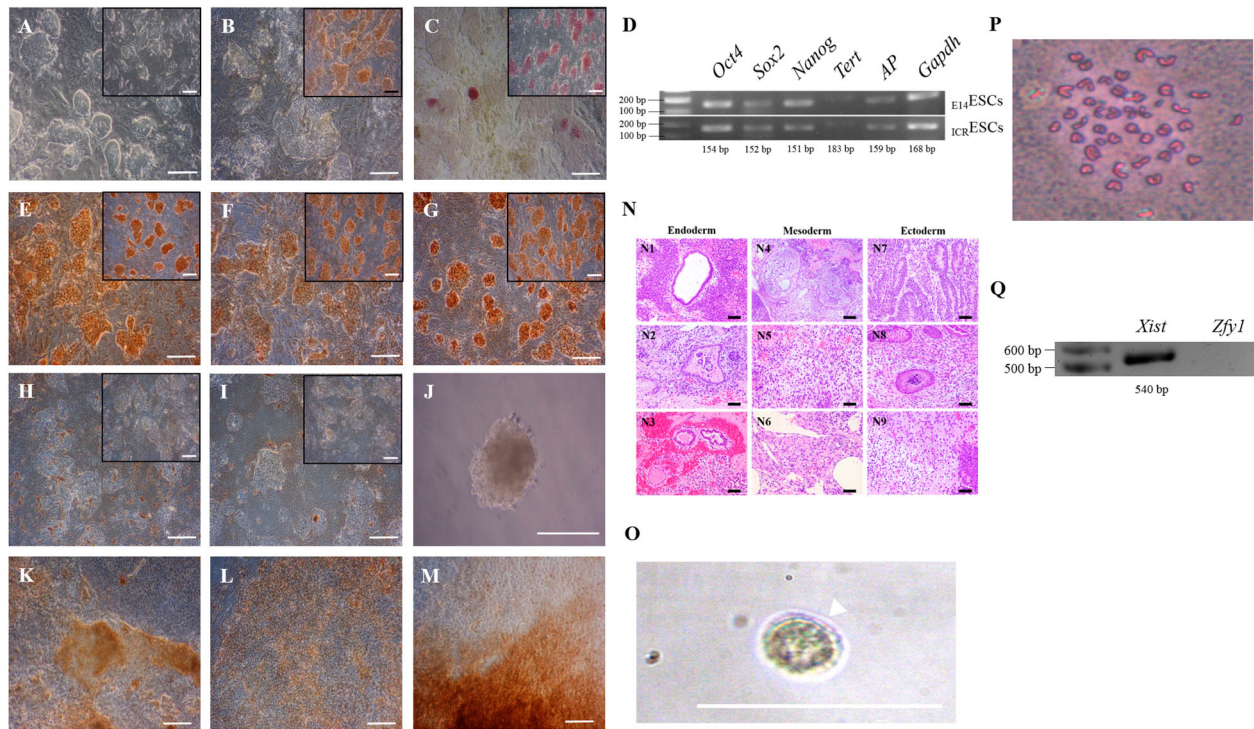 A
B
C
D
Oct4 Sox2 Nanog Tert AP Gapdh
200 bp
100 bp
E14ESCs
200 bp
100 bp
ICRESCs
154 bp 152 bp 151 bp 183 bp 159 bp 168 bp
P
E
F
G
N
Endoderm Mesoderm Ectoderm
N1 N4 N7
N2 N5 N8
N3 N6 N9
Q
Xist Zfy1
600 bp
500 bp
540 bp
H
I
J
O
K
L
M